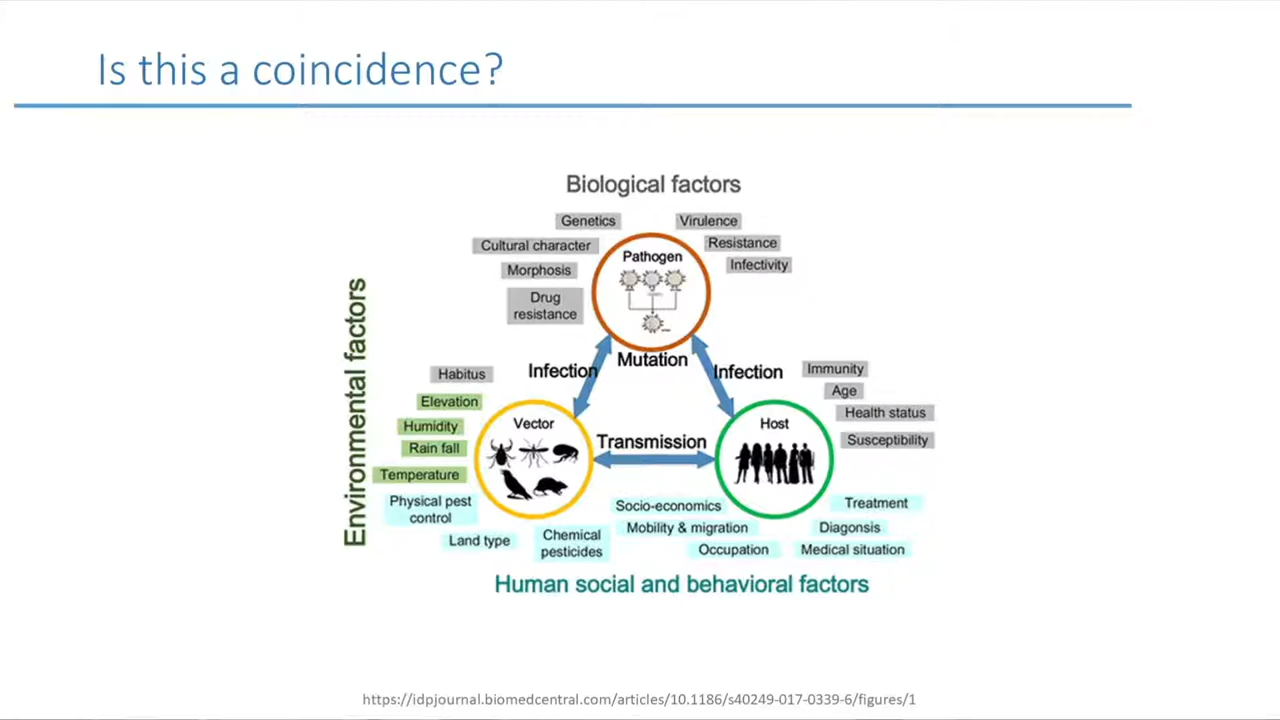 Is this a coincidence?
Biological factors
Genetics
Virulence
Cultural character
Resistance
Morphosis
Infectivity
Drug
resistance
Pathogen
Mutation
Environmental factors
Infection
Infection
Habitus
Elevation
Humidity
Rain fall
Temperature
Physical pest
control
Land type
Chemical
pesticides
Vector
Transmission
Host
Immunity
Age
Health status
Susceptibility
Socio-economics
Mobility & migration
Occupation
Treatment
Diagonsis
Medical situation
Human social and behavioral factors
https://idpjournal.biomedcentral.com/articles/10.1186/s40249-017-0339-6/figures/1